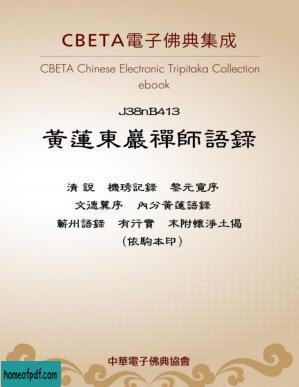 CBETA電子佛典集成
CBETA Chinese Electronic Tripitaka Collection
ebook
J38nB413
黃蓮東巖禪師語錄
清 說 機琇記錄 黎元寬序
文德翼序 內分黃蓮語錄
蘄州語錄 有行實 末附懷淨土偈
(依駒本印)
中華電子佛典協會
homeofpdf.com